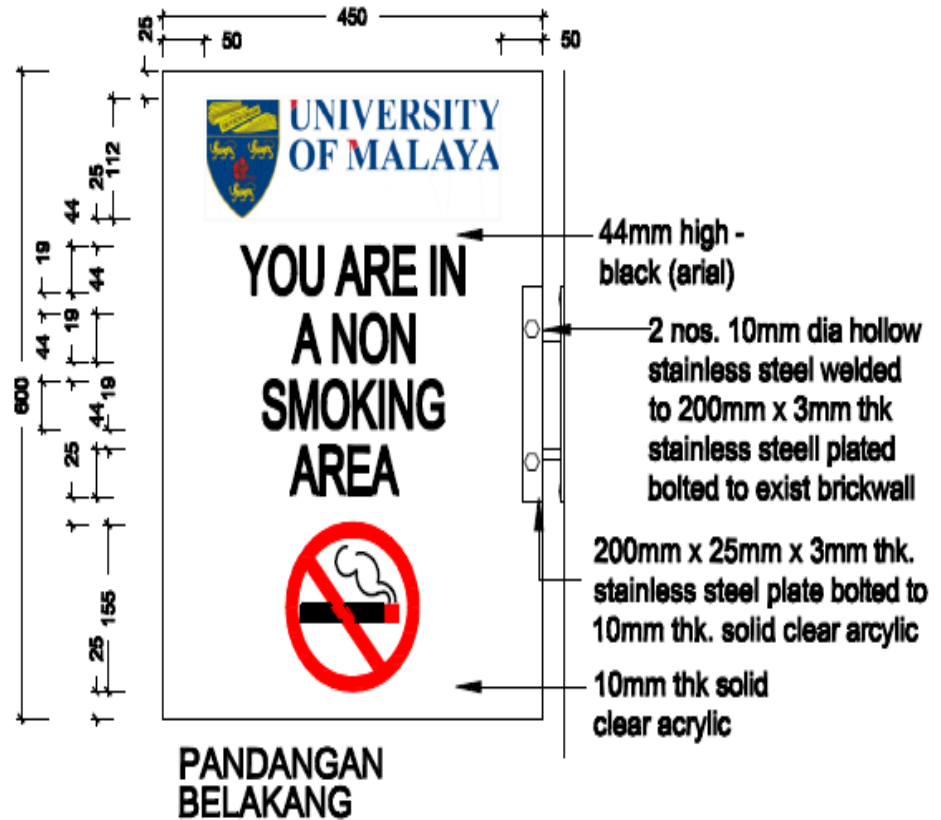 450
25
50
50
UNIVERSITY
OF MALAYA
112
25
44
19
44
YOU ARE IN
A NON
SMOKING
AREA
19
44
600
19
44
25
155
25
44mm high -
black (arial)
2 nos. 10mm dia hollow
stainless steel welded
to 200mm x 3mm thk
stainless steell plated
bolted to exist brickwall
200mm x 25mm x 3mm thk.
stainless steel plate bolted to
10mm thk. solid clear arcylic
10mm thk solid
clear acrylic
PANDANGAN
BELAKANG